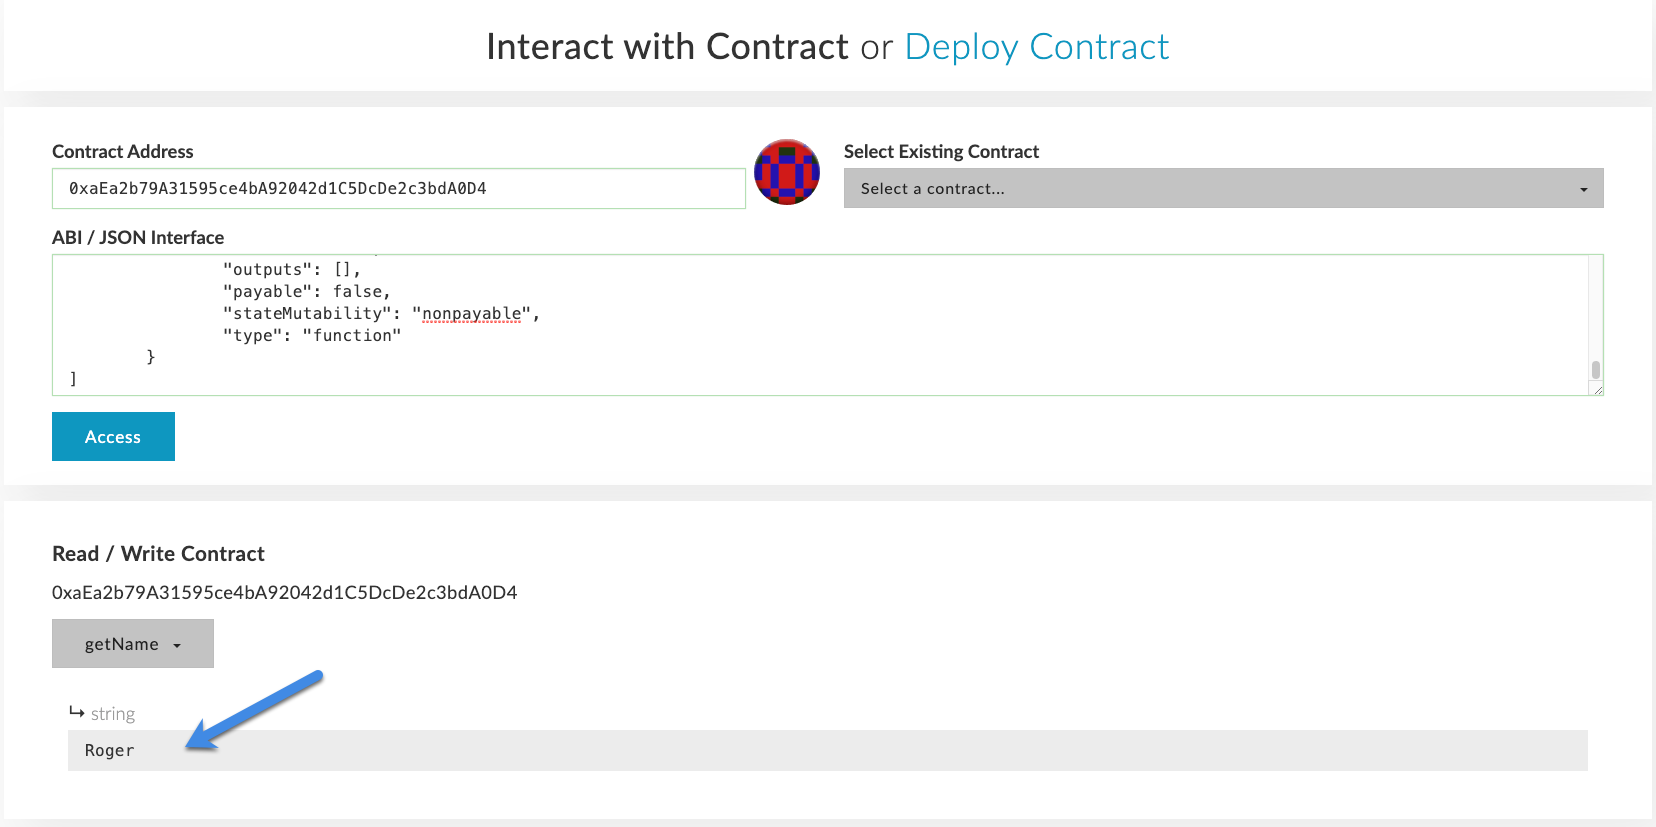 Interact with Contract or Deploy Contract
Contract Address
0xaEa2b79A31595ce4bA92042d1C5DcDe2c3bdA0D4
Select Existing Contract
Select a contract...
ABI / JSON Interface
"outputs": [],
"payable": false,
"stateMutability": "nonpayable",
"type": "function"
}
]
Access
Read / Write Contract
0xaEa2b79A31595ce4bA92042d1C5DcDe2c3bdA0D4
getName
↳ string
Roger